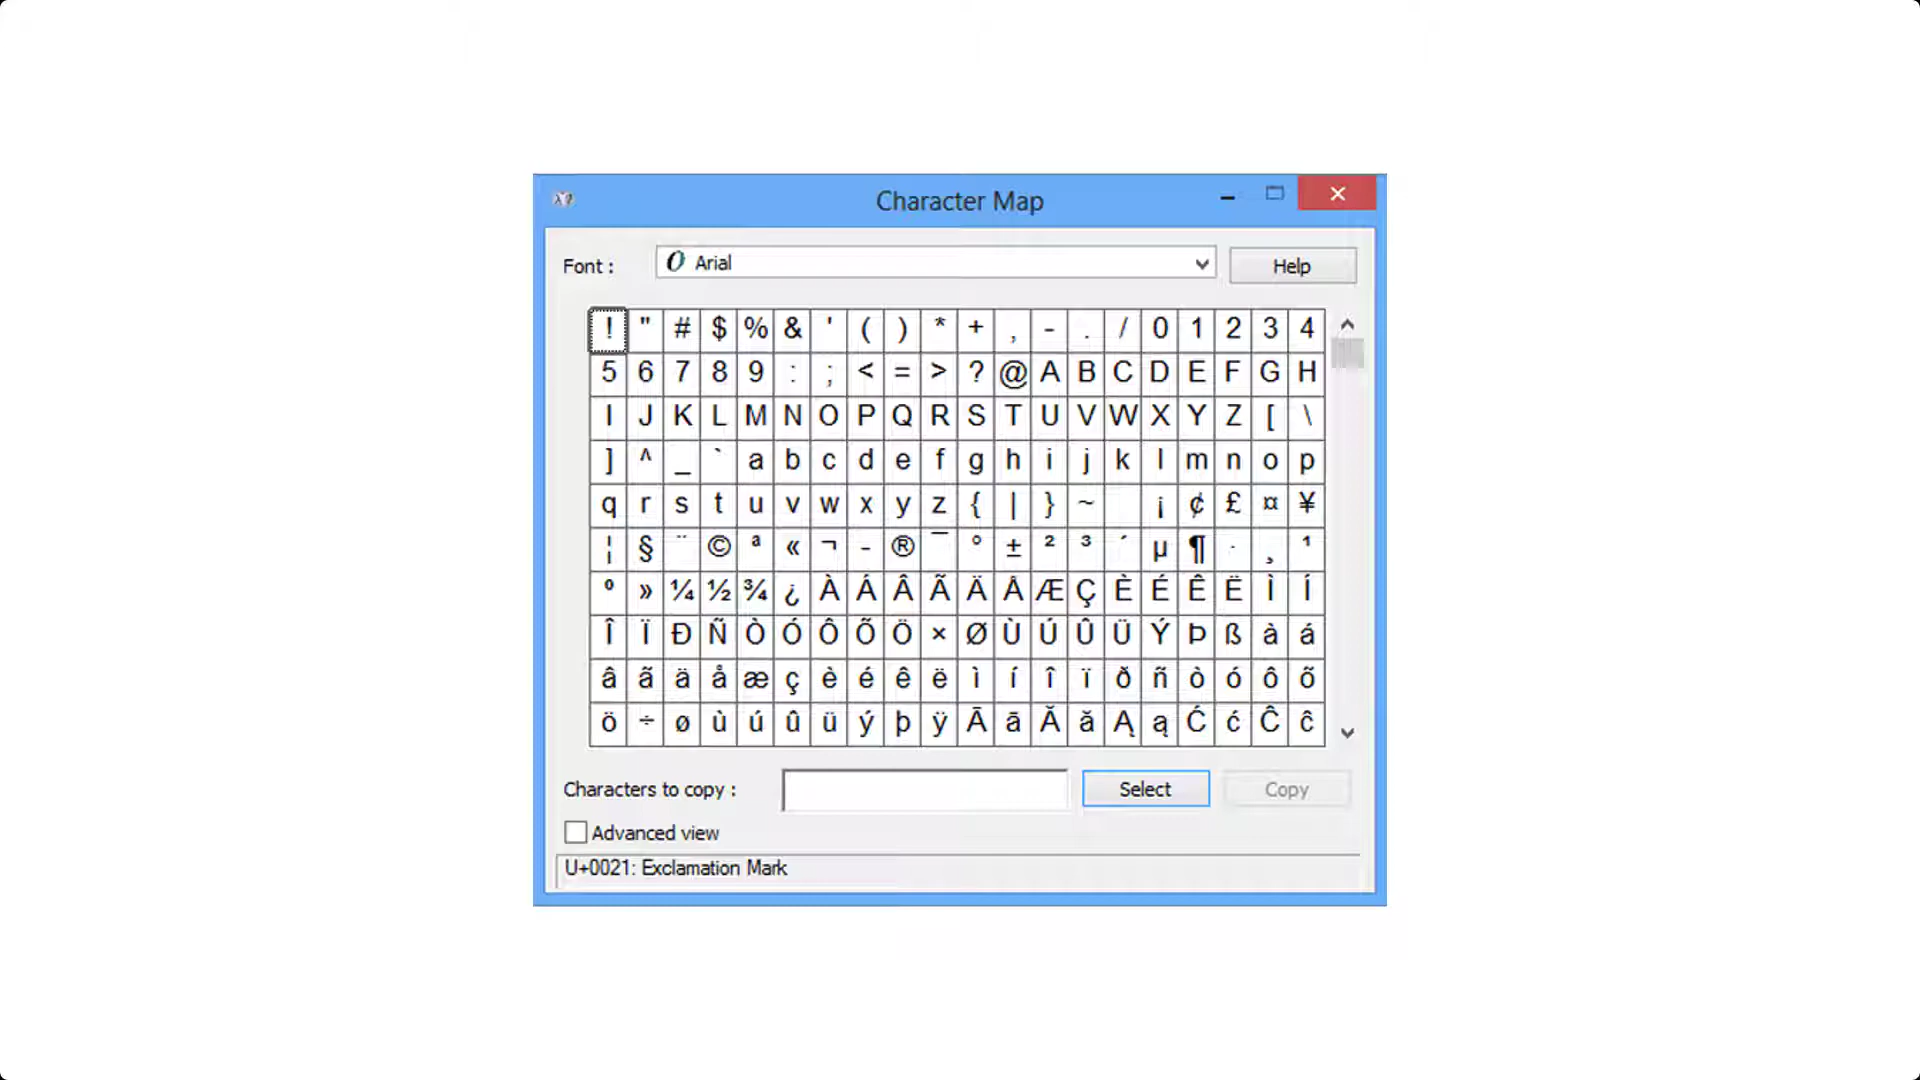 Character Map
Font :
Arial
Help
! " # $ % & ' ( ) * + , - . / 0 1 2 3 4
5 6 7 8 9 : ; < = > ? @ A B C D E F G H
I J K L M N O P Q R S T U V W X Y Z [ \
] ^ _ ` a b c d e f g h i j k l m n o p
q r s t u v w x y z { | } ~ ¡ ¢ £ ¤ ¥
¦ § ¨ © ª « ¬ - ® ¯ ° ± ² ³ ´ µ ¶ · ¸ ¹
º » ¼ ½ ¾ ¿ À Á Â Ã Ä Å Æ Ç È É Ê Ë Ì Í
Î Ï Ð Ñ Ò Ó Ô Õ Ö × Ø Ù Ú Û Ü Ý Þ ß à á
â ã ä å æ ç è é ê ë ì í î ï ð ñ ò ó ô õ
ö ÷ ø ù ú û ü ý þ ÿ Ā ā Ă ă Ą ą Ć ć Ĉ ĉ
Characters to copy :
Select
Copy
Advanced view
U+0021: Exclamation Mark